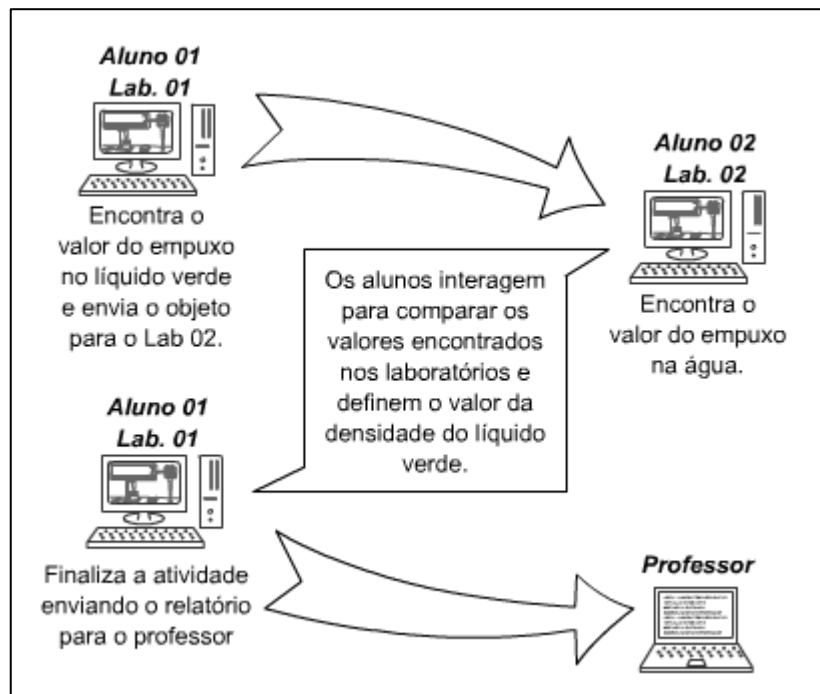 Aluno 01
Lab. 01
Encontra o
valor do empuxo
no líquido verde
e envia o objeto
para o Lab 02.
Aluno 02
Lab. 02
Encontra o
valor do empuxo
na água.
Os alunos interagem
para comparar os
valores encontrados
nos laboratórios e
definem o valor da
densidade do líquido
verde.
Aluno 01
Lab. 01
Finaliza a atividade
enviando o relatório
para o professor
Professor